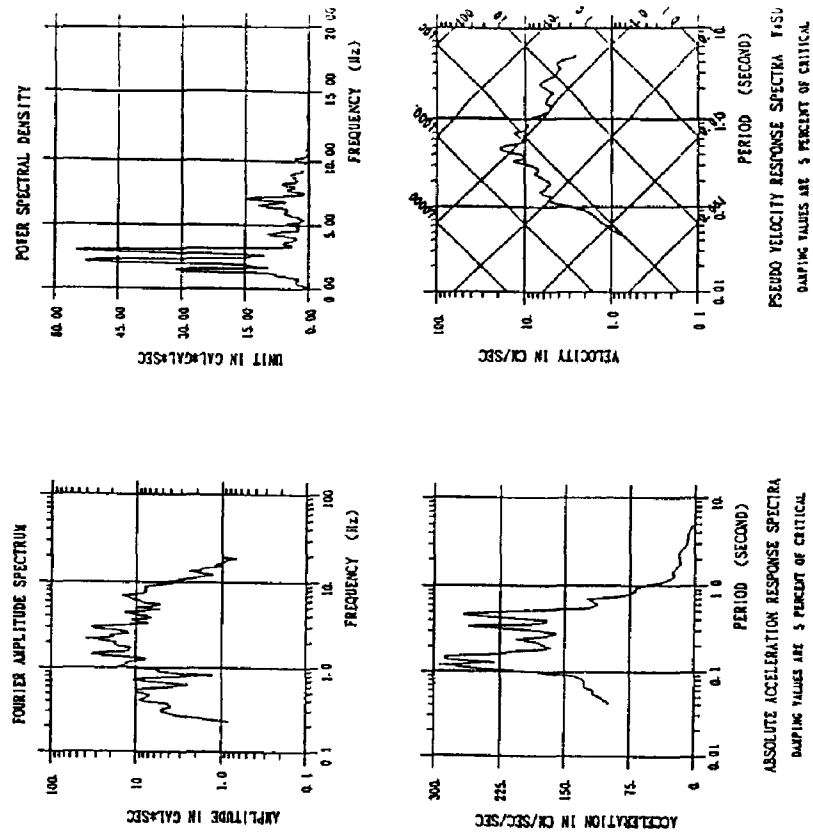 FOURIER AMPLITUDE SPECTRUM
AMPLITUDE IN GAL*SEC
100
10
1.0
0.1
0.1
1.0
10.
100
FREQUENCY (Hz)
POWER SPECTRAL DENSITY
UNIT IN GAL*GAL*SEC
60.00
45.00
30.00
15.00
0.00
0.00
5.00
10.00
15.00
20.00
FREQUENCY (Hz)
ACCELERATION IN CM/SEC/SEC
300.
225.
150.
75.
0.
0.01
0.1
1.0
10.
PERIOD (SECOND)
ABSOLUTE ACCELERATION RESPONSE SPECTRA
DAMPING VALUES ARE 5 PERCENT OF CRITICAL
VELOCITY IN CM/SEC
100.
10.
1.0
0.1
10000
1000.
100
10
1.0
0.01
1.0
10.
PERIOD (SECOND)
PSEUDO VELOCITY RESPONSE SPECTRA
DAMPING VALUES ARE 5 PERCENT OF CRITICAL